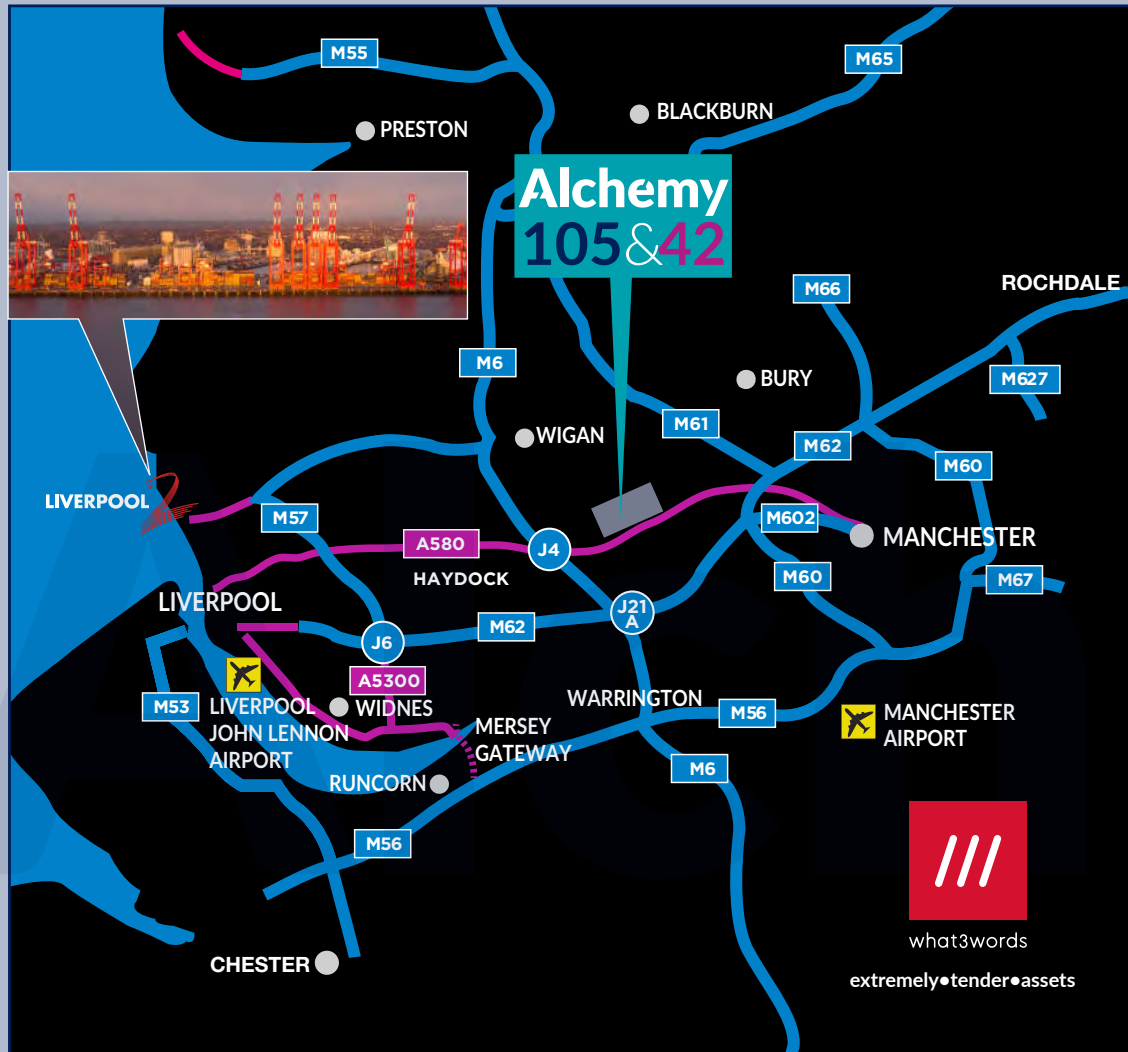 M55
M65
PRESTON
BLACKBURN
Alchemy
105&42
M66
ROCHDALE
M6
BURY
M627
M61
WIGAN
M62
M60
LIVERPOOL
M57
M602
MANCHESTER
A580
J4
HAYDOCK
M60
M67
LIVERPOOL
J21
A
M62
J6
A5300
M53
LIVERPOOL
JOHN LENNON
AIRPORT
WIDNES
WARRINGTON
MERSEY
GATEWAY
M56
MANCHESTER
AIRPORT
M6
RUNCORN
M56
CHESTER
what3words
extremely•tender•assets
Alch